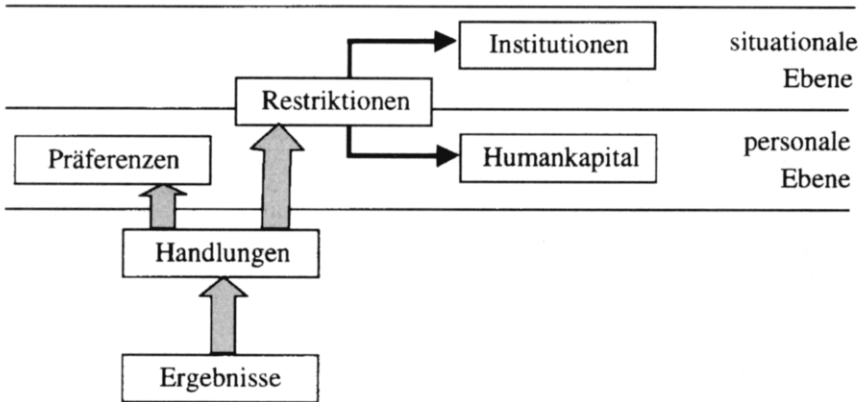 Institutionen
situationale
Ebene
Restriktionen
Präferenzen
Humankapital
personale
Ebene
Handlungen
Ergebnisse